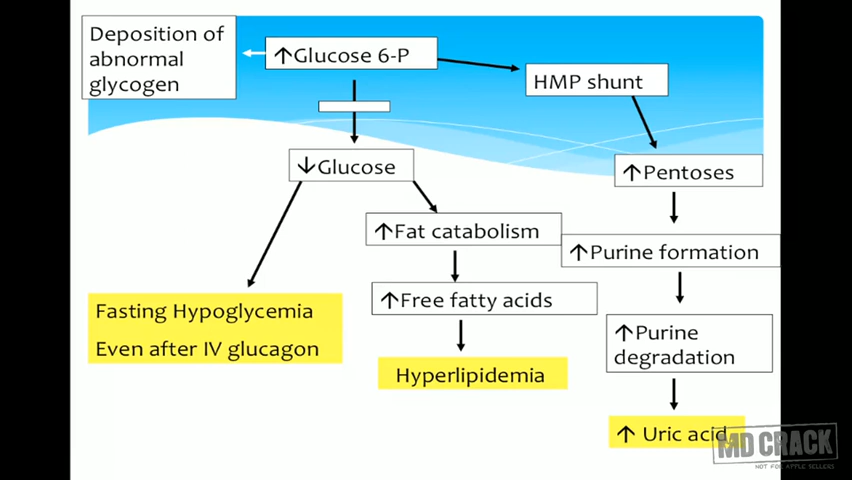 Deposition of
abnormal
glycogen
↑Glucose 6-P
HMP shunt
↓Glucose
↑Pentoses
↑Fat catabolism
↑Purine formation
Fasting Hypoglycemia
Even after IV glucagon
↑Free fatty acids
↑Purine
degradation
Hyperlipidemia
↑ Uric acid
MD CRACK
NOT FOR APPLE SELLERS